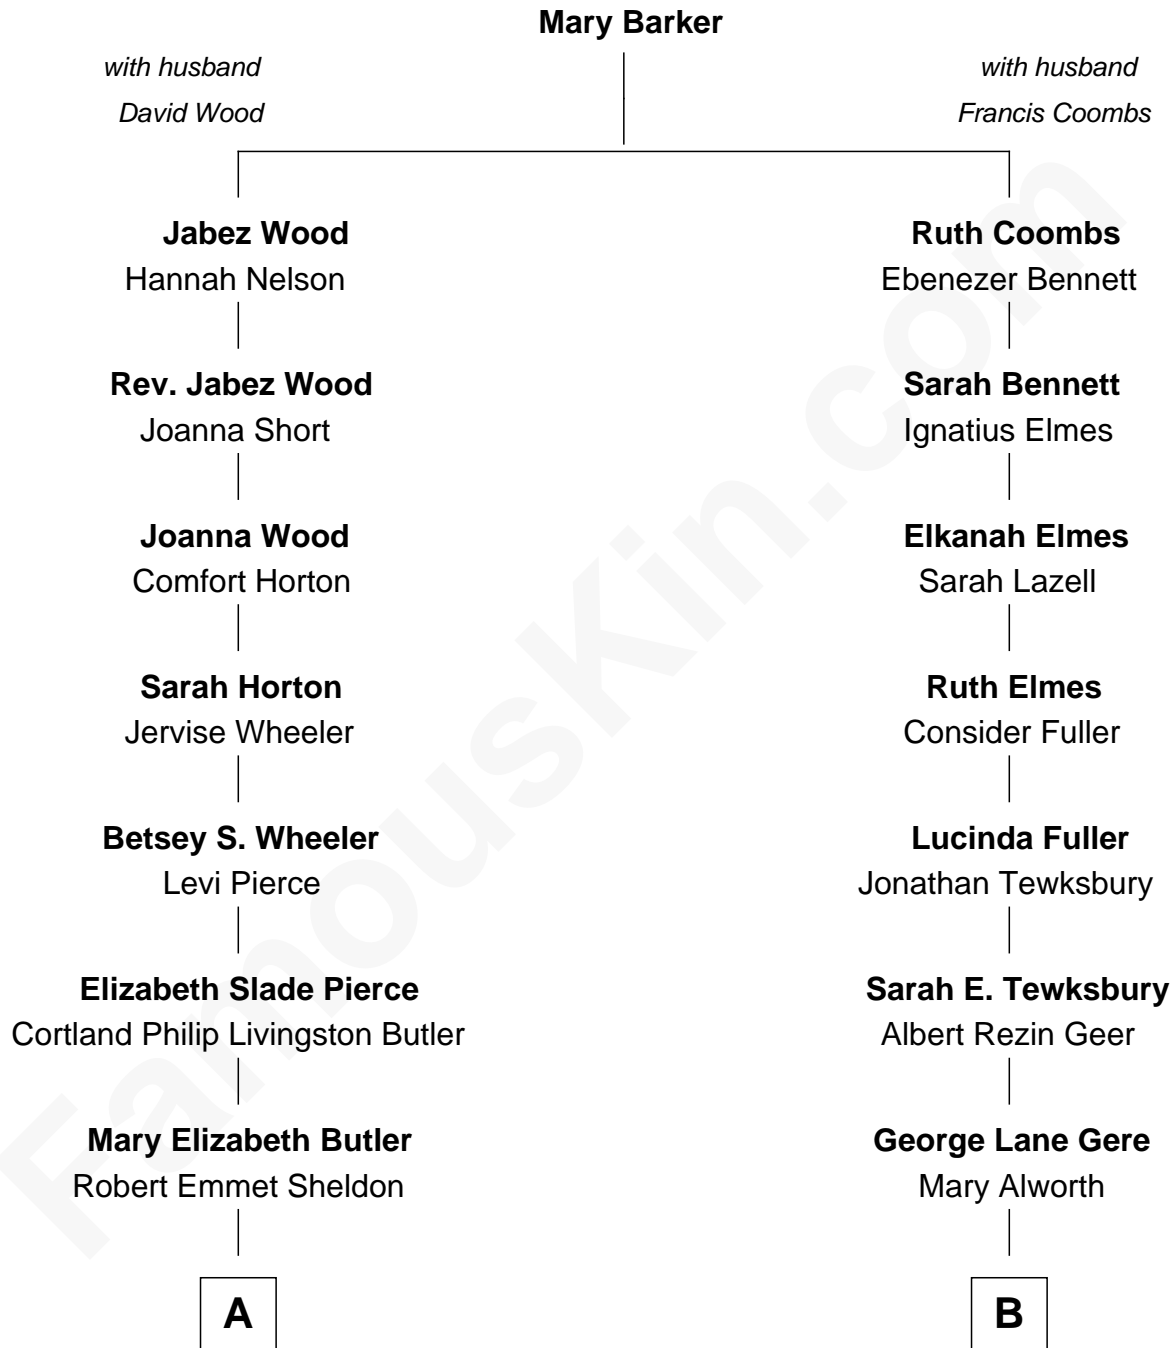 Mary Barker
with husband
David Wood
with husband
Francis Coombs
Jabez Wood
Hannah Nelson
Ruth Coombs
Ebenezer Bennett
Rev. Jabez Wood
Joanna Short
Sarah Bennett
Ignatius Elmes
Joanna Wood
Comfort Horton
Elkanah Elmes
Sarah Lazell
Sarah Horton
Jervise Wheeler
Ruth Elmes
Consider Fuller
Betsey S. Wheeler
Levi Pierce
Lucinda Fuller
Jonathan Tewksbury
Elizabeth Slade Pierce
Cortland Philip Livingston Butler
Sarah E. Tewksbury
Albert Rezin Geer
Mary Elizabeth Butler
Robert Emmet Sheldon
George Lane Gere
Mary Alworth
A
B
FamousKin.com